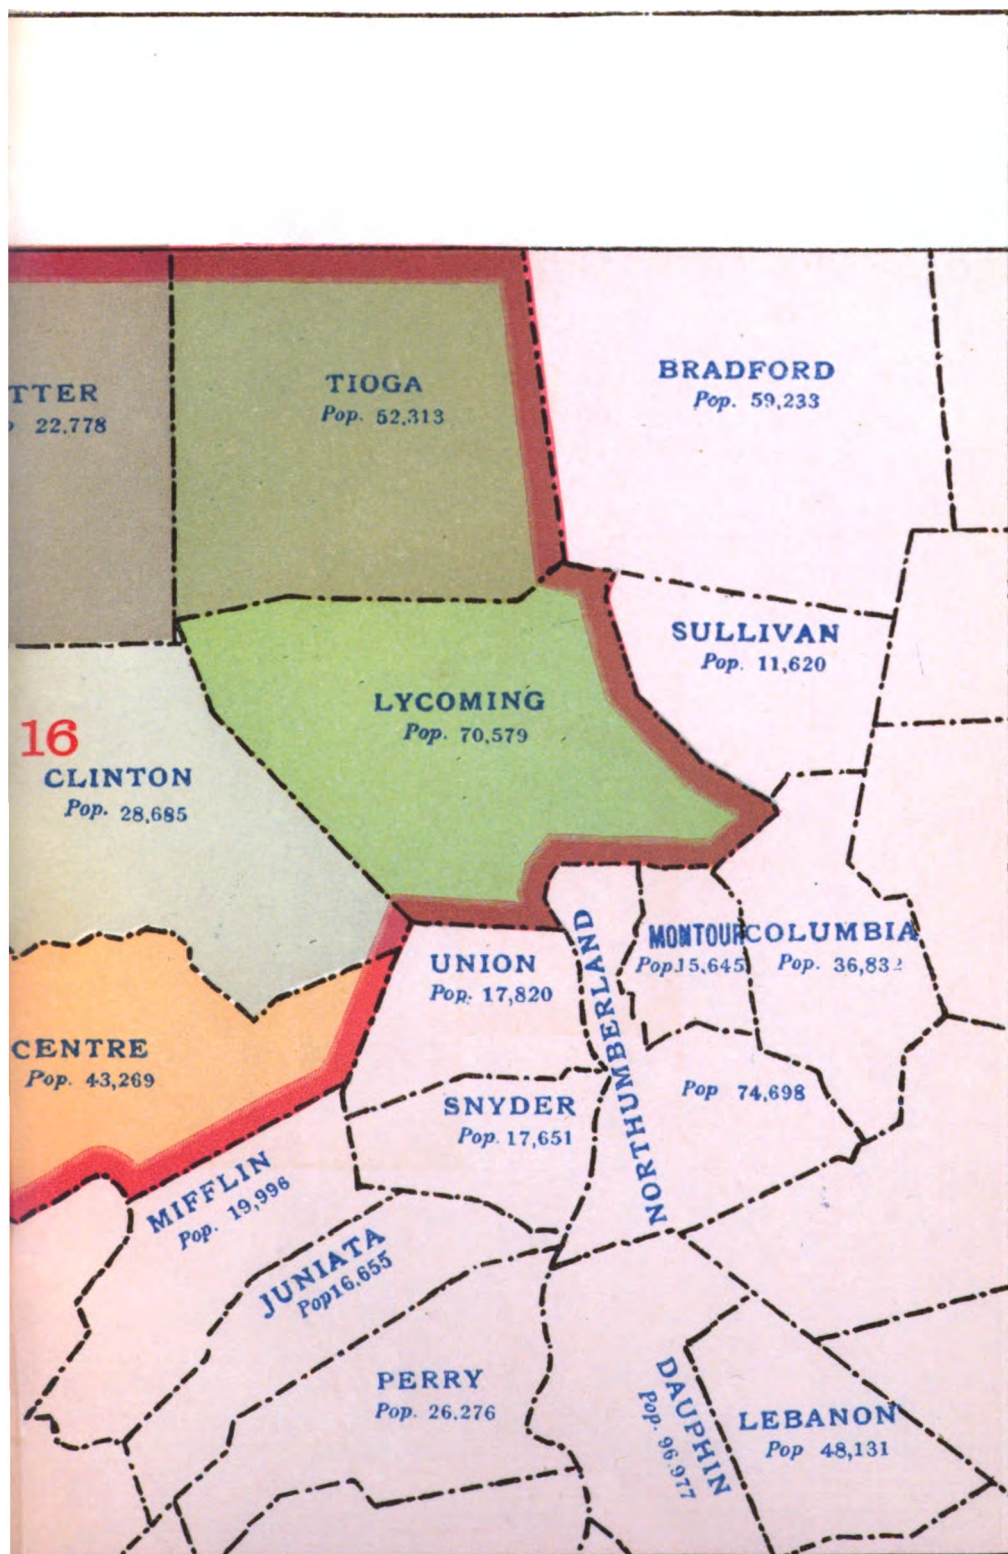 TTER
22,778
TIOGA
Pop. 52,313
BRADFORD
Pop. 59,233
SULLIVAN
Pop. 11,620
LYCOMING
Pop. 70,579
16
CLINTON
Pop. 28,685
UNION
Pop. 17,820
NORTHUMBERLAND
Pop 74,698
MONTOUR
Pop.15,645
COLUMBIA
Pop. 36,832
CENTRE
Pop. 43,269
SNYDER
Pop. 17,651
MIFFLIN
Pop. 19,996
JUNIATA
Pop16,655
PERRY
Pop. 26,276
DAUPHIN
Pop. 96.977
LEBANON
Pop 48,131